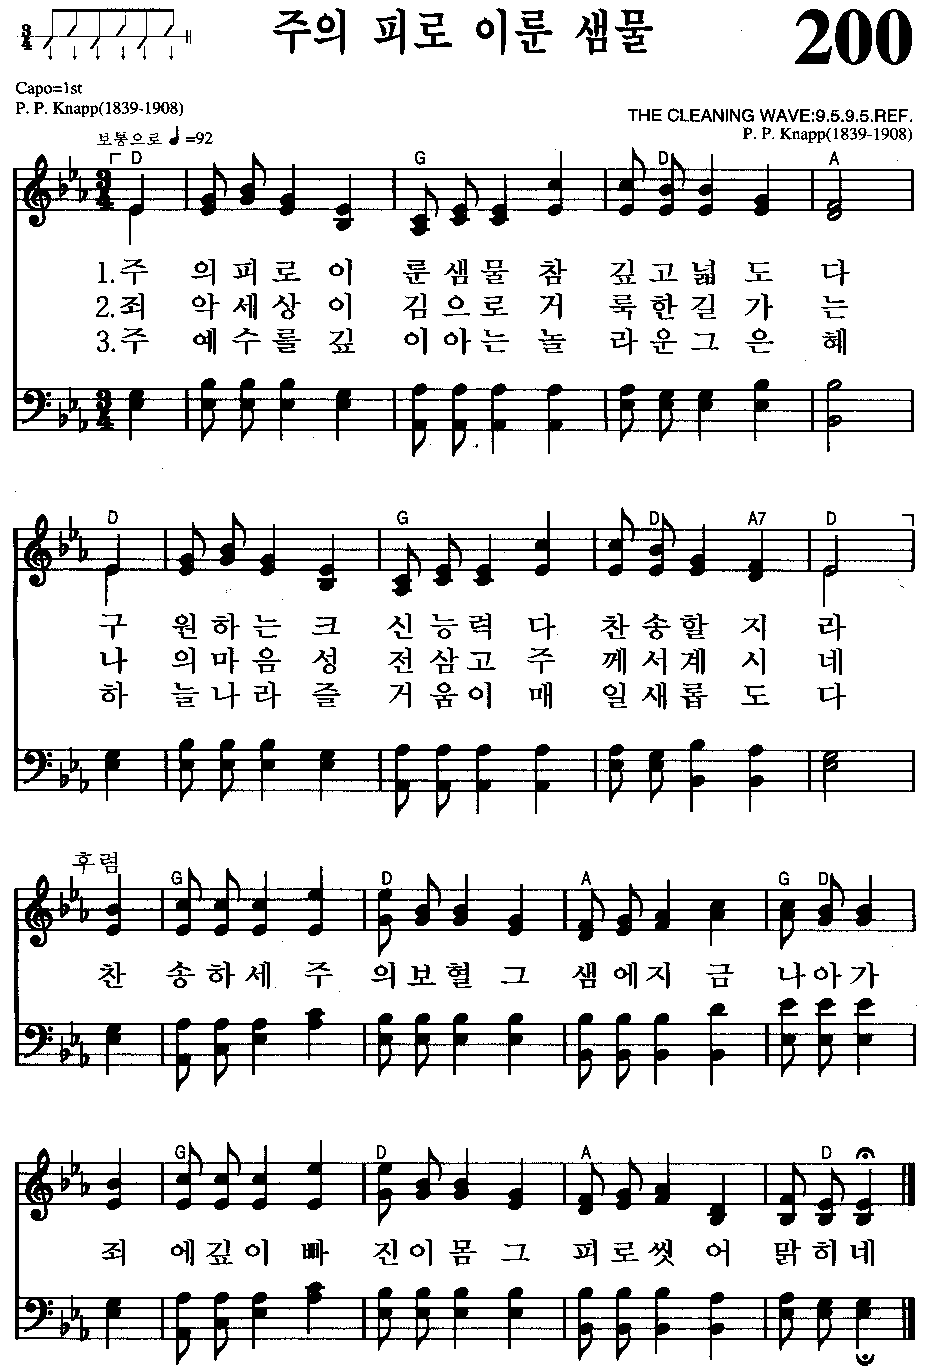 주의 피로 이룬 샘물 200
Capo=1st
P. P. Knapp(1839-1908)
THE CLEANING WAVE:9.5.9.5.REF.
P. P. Knapp(1839-1908)
보통으로 ♩=92
D G D A
3/4
1.주 의피로 이 룬샘물 참 깊고넓 도 다
2.죄 악세상 이 김으로 거 룩한길 가 는
3.주 예수를 깊 이아는 놀 라운그 은 혜
D G D A7 D
구 원하는 크 신능력 다 찬송할 지 라
나 의마음 성 전삼고 주 께서계 시 네
하 늘나라 즐 거움이 매 일새롭 도 다
후렴
G D A G D
찬 송하세 주 의보혈 그 샘에지 금 나아가
G D A D
죄 에깊이 빠 진이몸 그 피로씻 어 맑히네